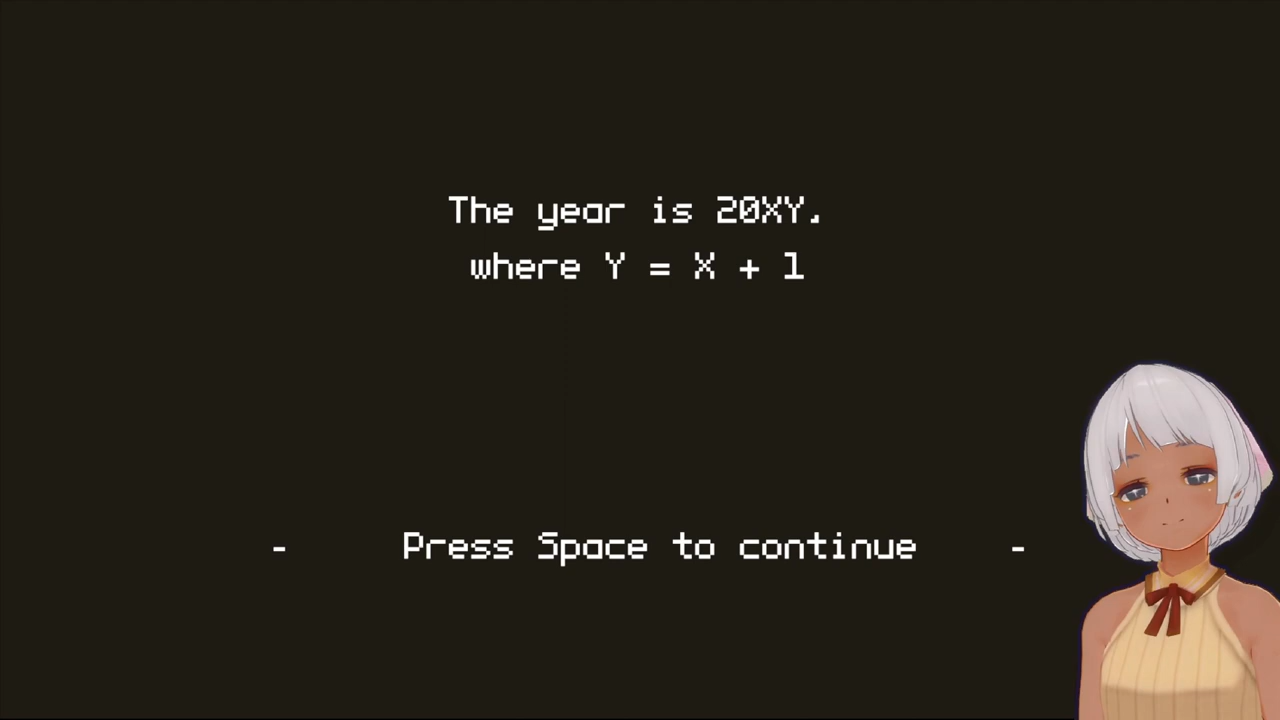 The year is 20XY,
where Y = X + 1
- Press Space to continue -